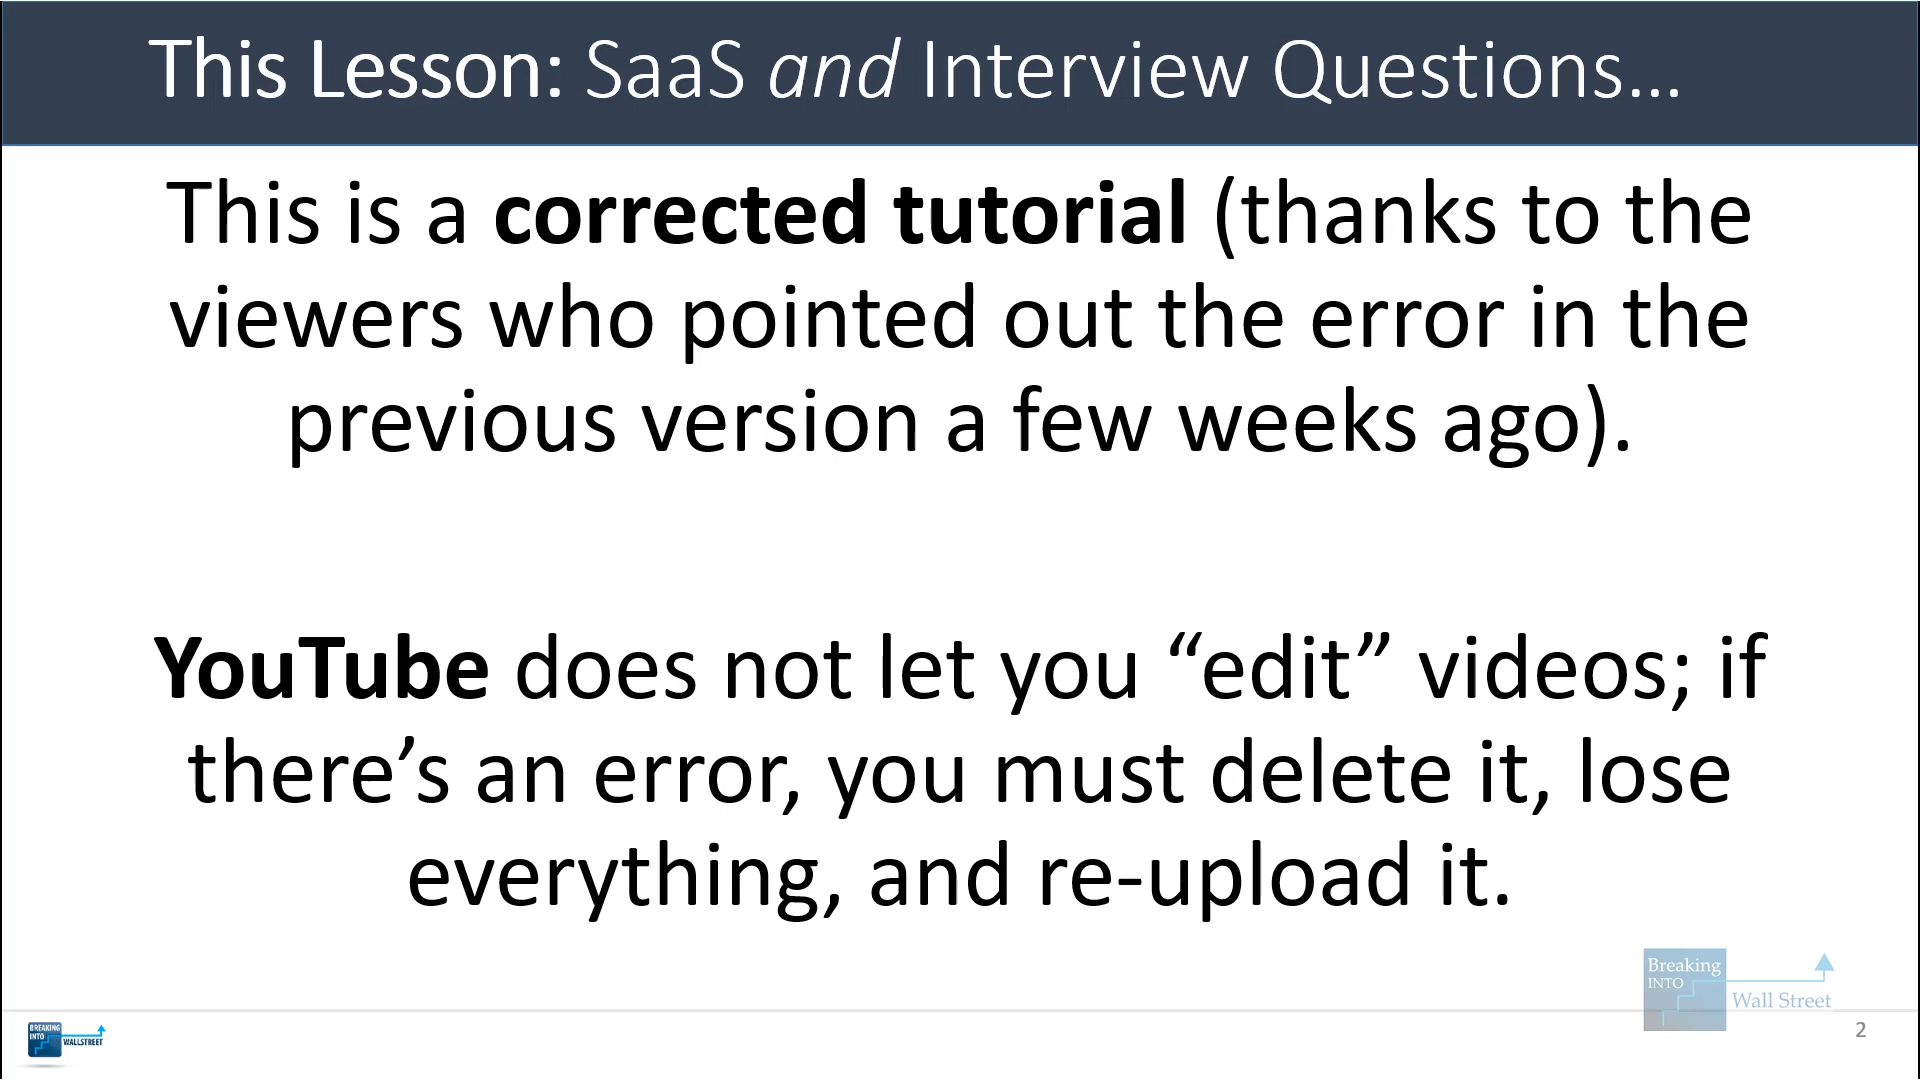 This Lesson: SaaS and Interview Questions…
This is a corrected tutorial (thanks to the
viewers who pointed out the error in the
previous version a few weeks ago).
YouTube does not let you “edit” videos; if
there’s an error, you must delete it, lose
everything, and re-upload it.
Breaking
INTO
Wall Street
BREAKING
INTO
WALLSTREET
2